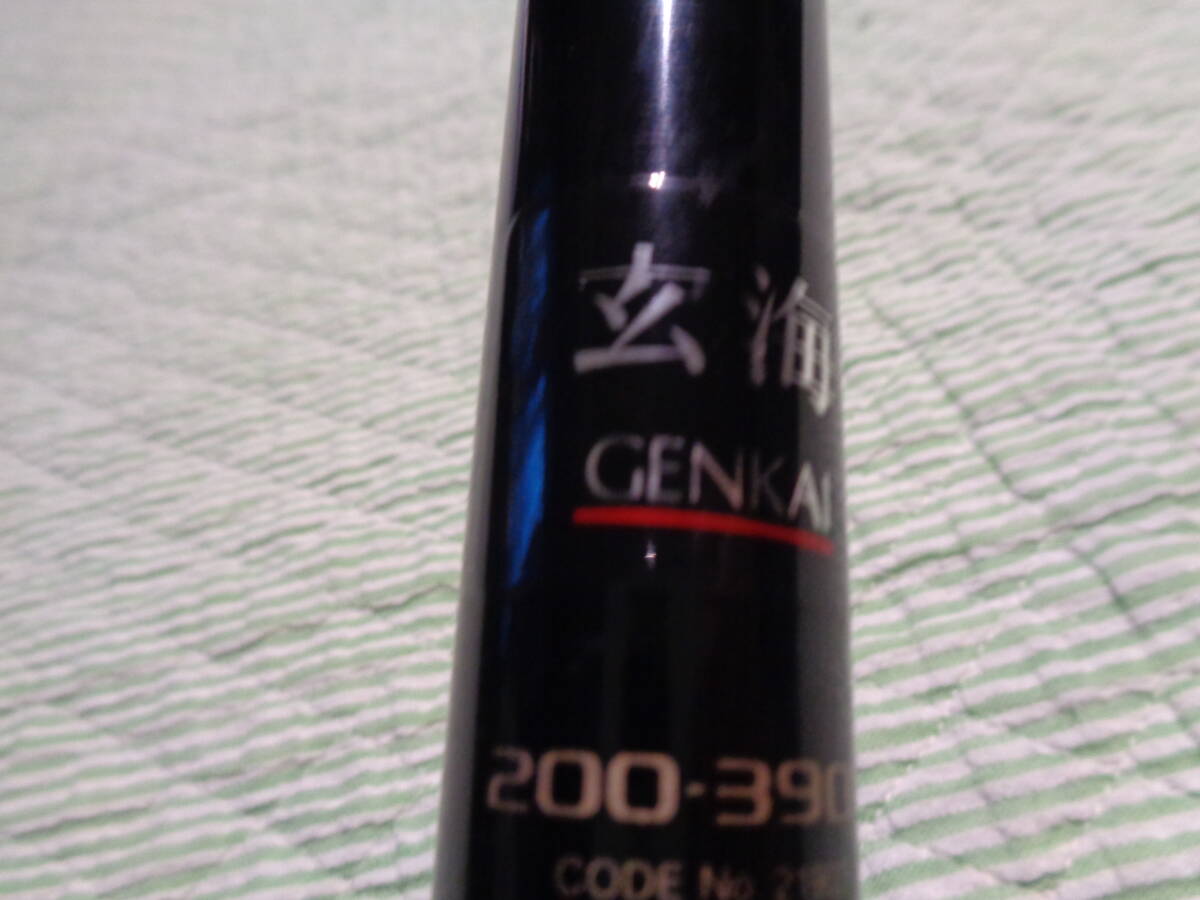 玄海
GENKAI
200-390
CODE No.